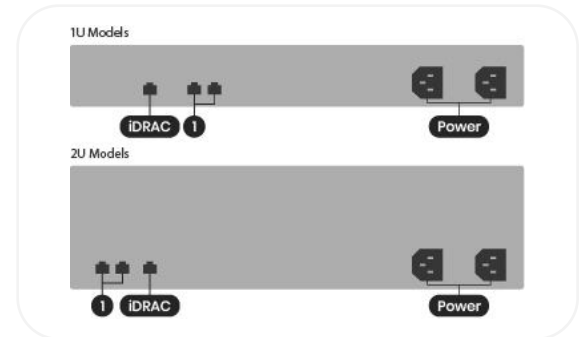 1U Models
iDRAC 1 Power
2U Models
1 iDRAC Power